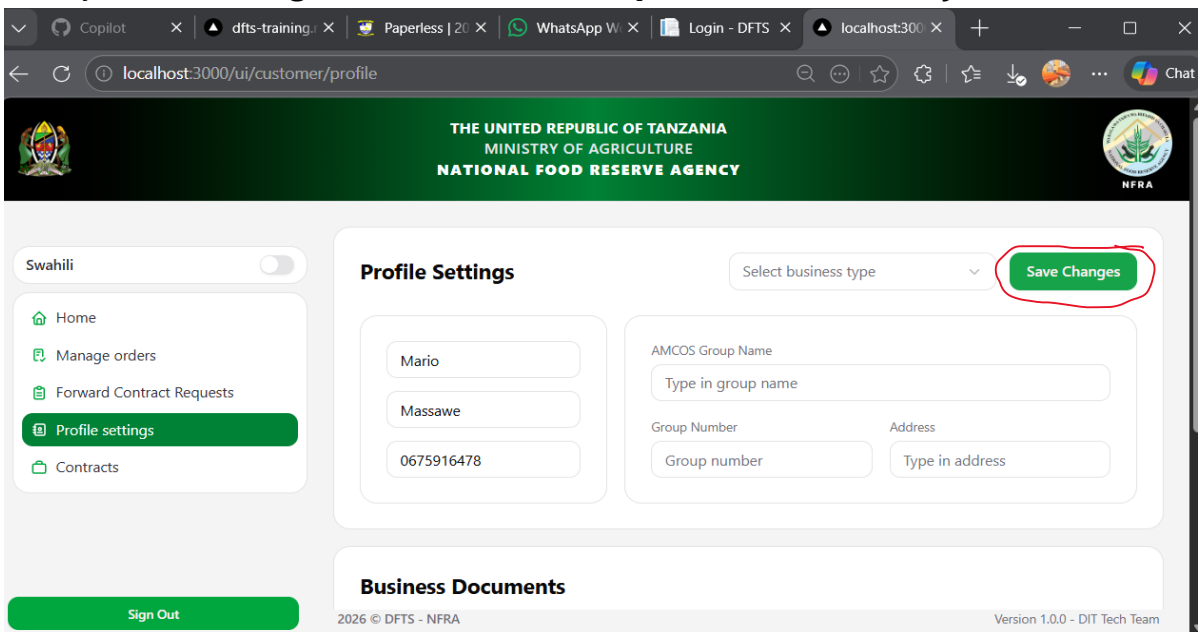 Copilot
dfts-training.r
Paperless | 20
WhatsApp W
Login - DFTS
localhost:300
localhost:3000/ui/customer/profile
Chat
THE UNITED REPUBLIC OF TANZANIA
MINISTRY OF AGRICULTURE
NATIONAL FOOD RESERVE AGENCY
NFRA
Swahili
Home
Manage orders
Forward Contract Requests
Profile settings
Contracts
Sign Out
Profile Settings
Select business type
Save Changes
Mario
Massawe
0675916478
AMCOS Group Name
Type in group name
Group Number
Address
Group number
Type in address
Business Documents
2026 © DFTS - NFRA
Version 1.0.0 - DIT Tech Team